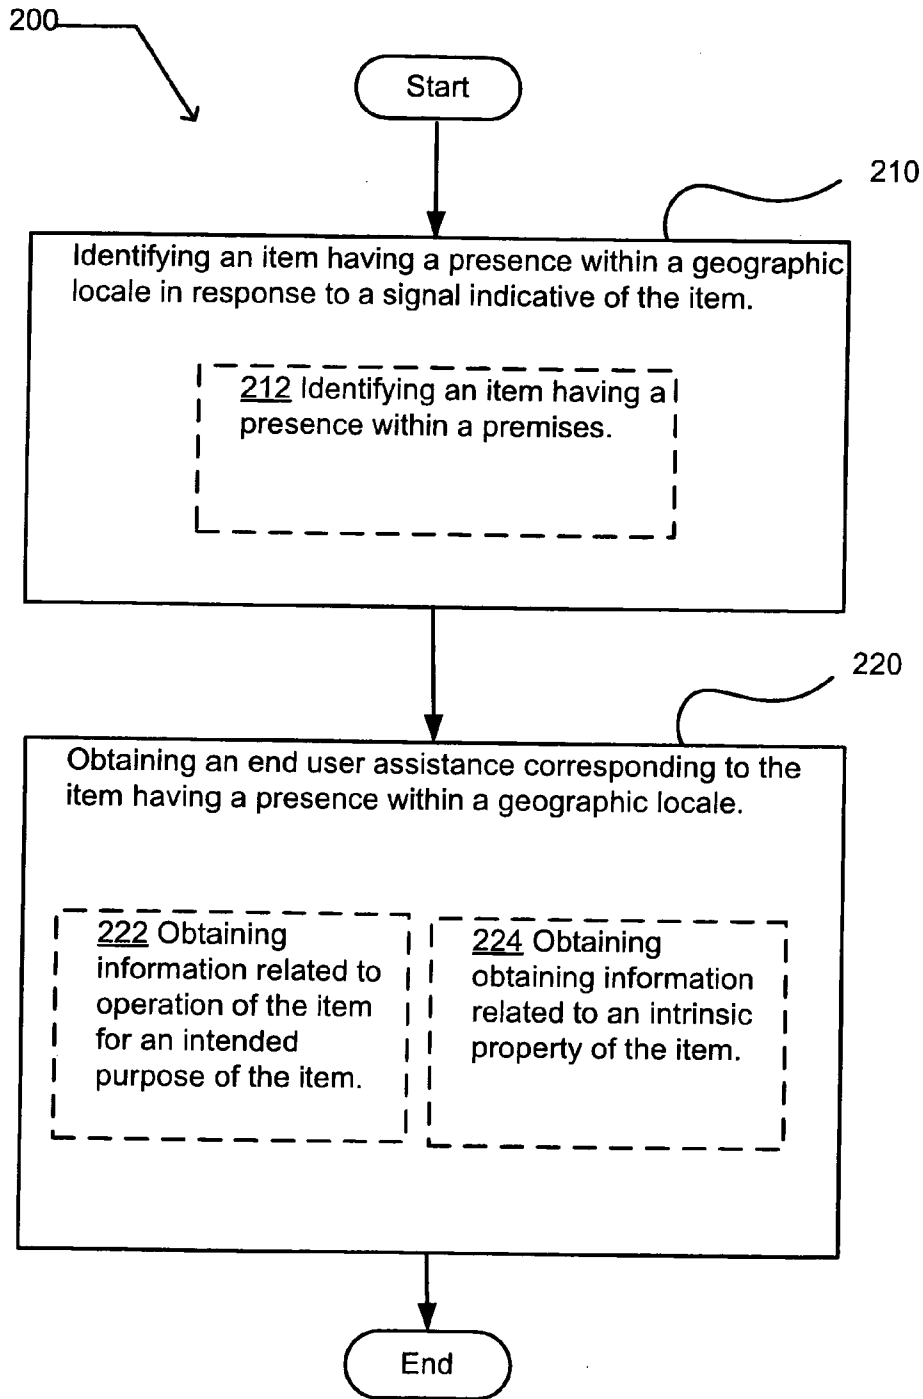 200
Start
210
Identifying an item having a presence within a geographic
locale in response to a signal indicative of the item.
212 Identifying an item having a
presence within a premises.
220
Obtaining an end user assistance corresponding to the
item having a presence within a geographic locale.
222 Obtaining
information related to
operation of the item
for an intended
purpose of the item.
224 Obtaining
obtaining information
related to an intrinsic
property of the item.
End